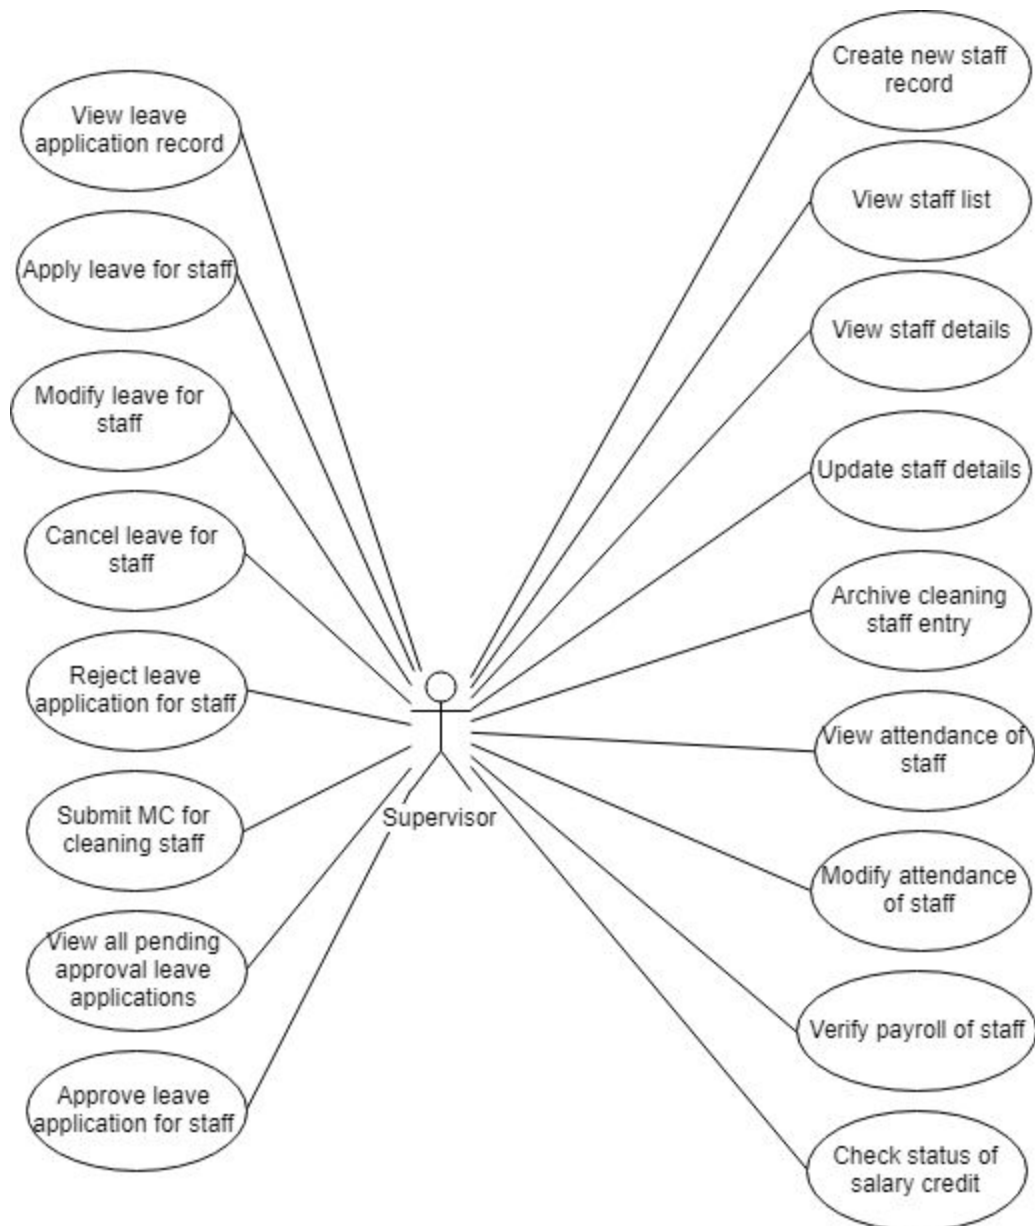 View leave
application record
Apply leave for staff
Modify leave for
staff
Cancel leave for
staff
Reject leave
application for staff
Submit MC for
cleaning staff
View all pending
approval leave
applications
Approve leave
application for staff
Supervisor
Create new staff
record
View staff list
View staff details
Update staff details
Archive cleaning
staff entry
View attendance of
staff
Modify attendance
of staff
Verify payroll of staff
Check status of
salary credit